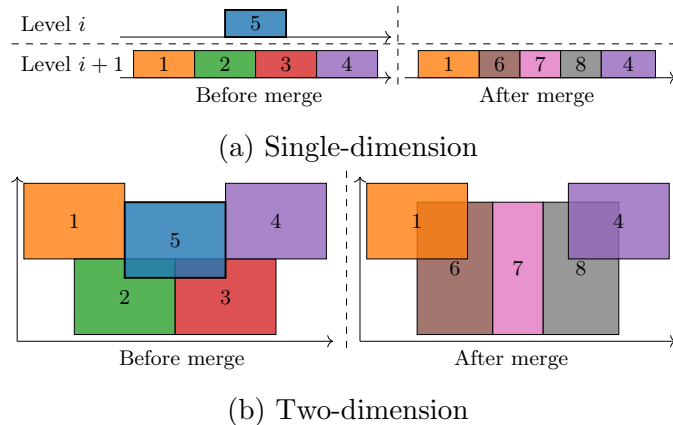 Level i
5
Level i + 1
1 2 3 4
1 6 7 8 4
Before merge
After merge
(a) Single-dimension
1
5
4
2
3
1
4
6
7
8
Before merge
After merge
(b) Two-dimension